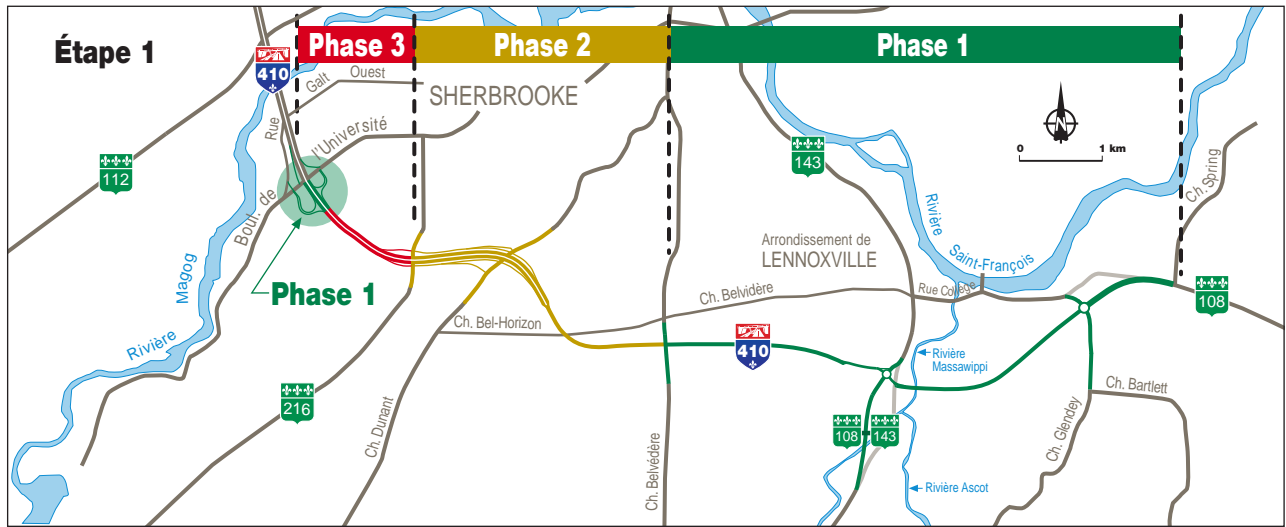 Étape 1
410
Phase 3
Phase 2
Phase 1
Rue Galt Ouest
SHERBROOKE
Boul. de l'Université
112
143
1 km
0
Ch. Spring
Rivière Magog
Phase 1
Arrondissement de
LENNOXVILLE
Rivière Saint-François
Rue College
108
Ch. Belvidère
Ch. Bel-Horizon
410
Rivière
Massawippi
Ch. Bartlett
216
Ch. Dunant
Ch. Belvédère
108
143
Ch. Glendey
Rivière Ascot